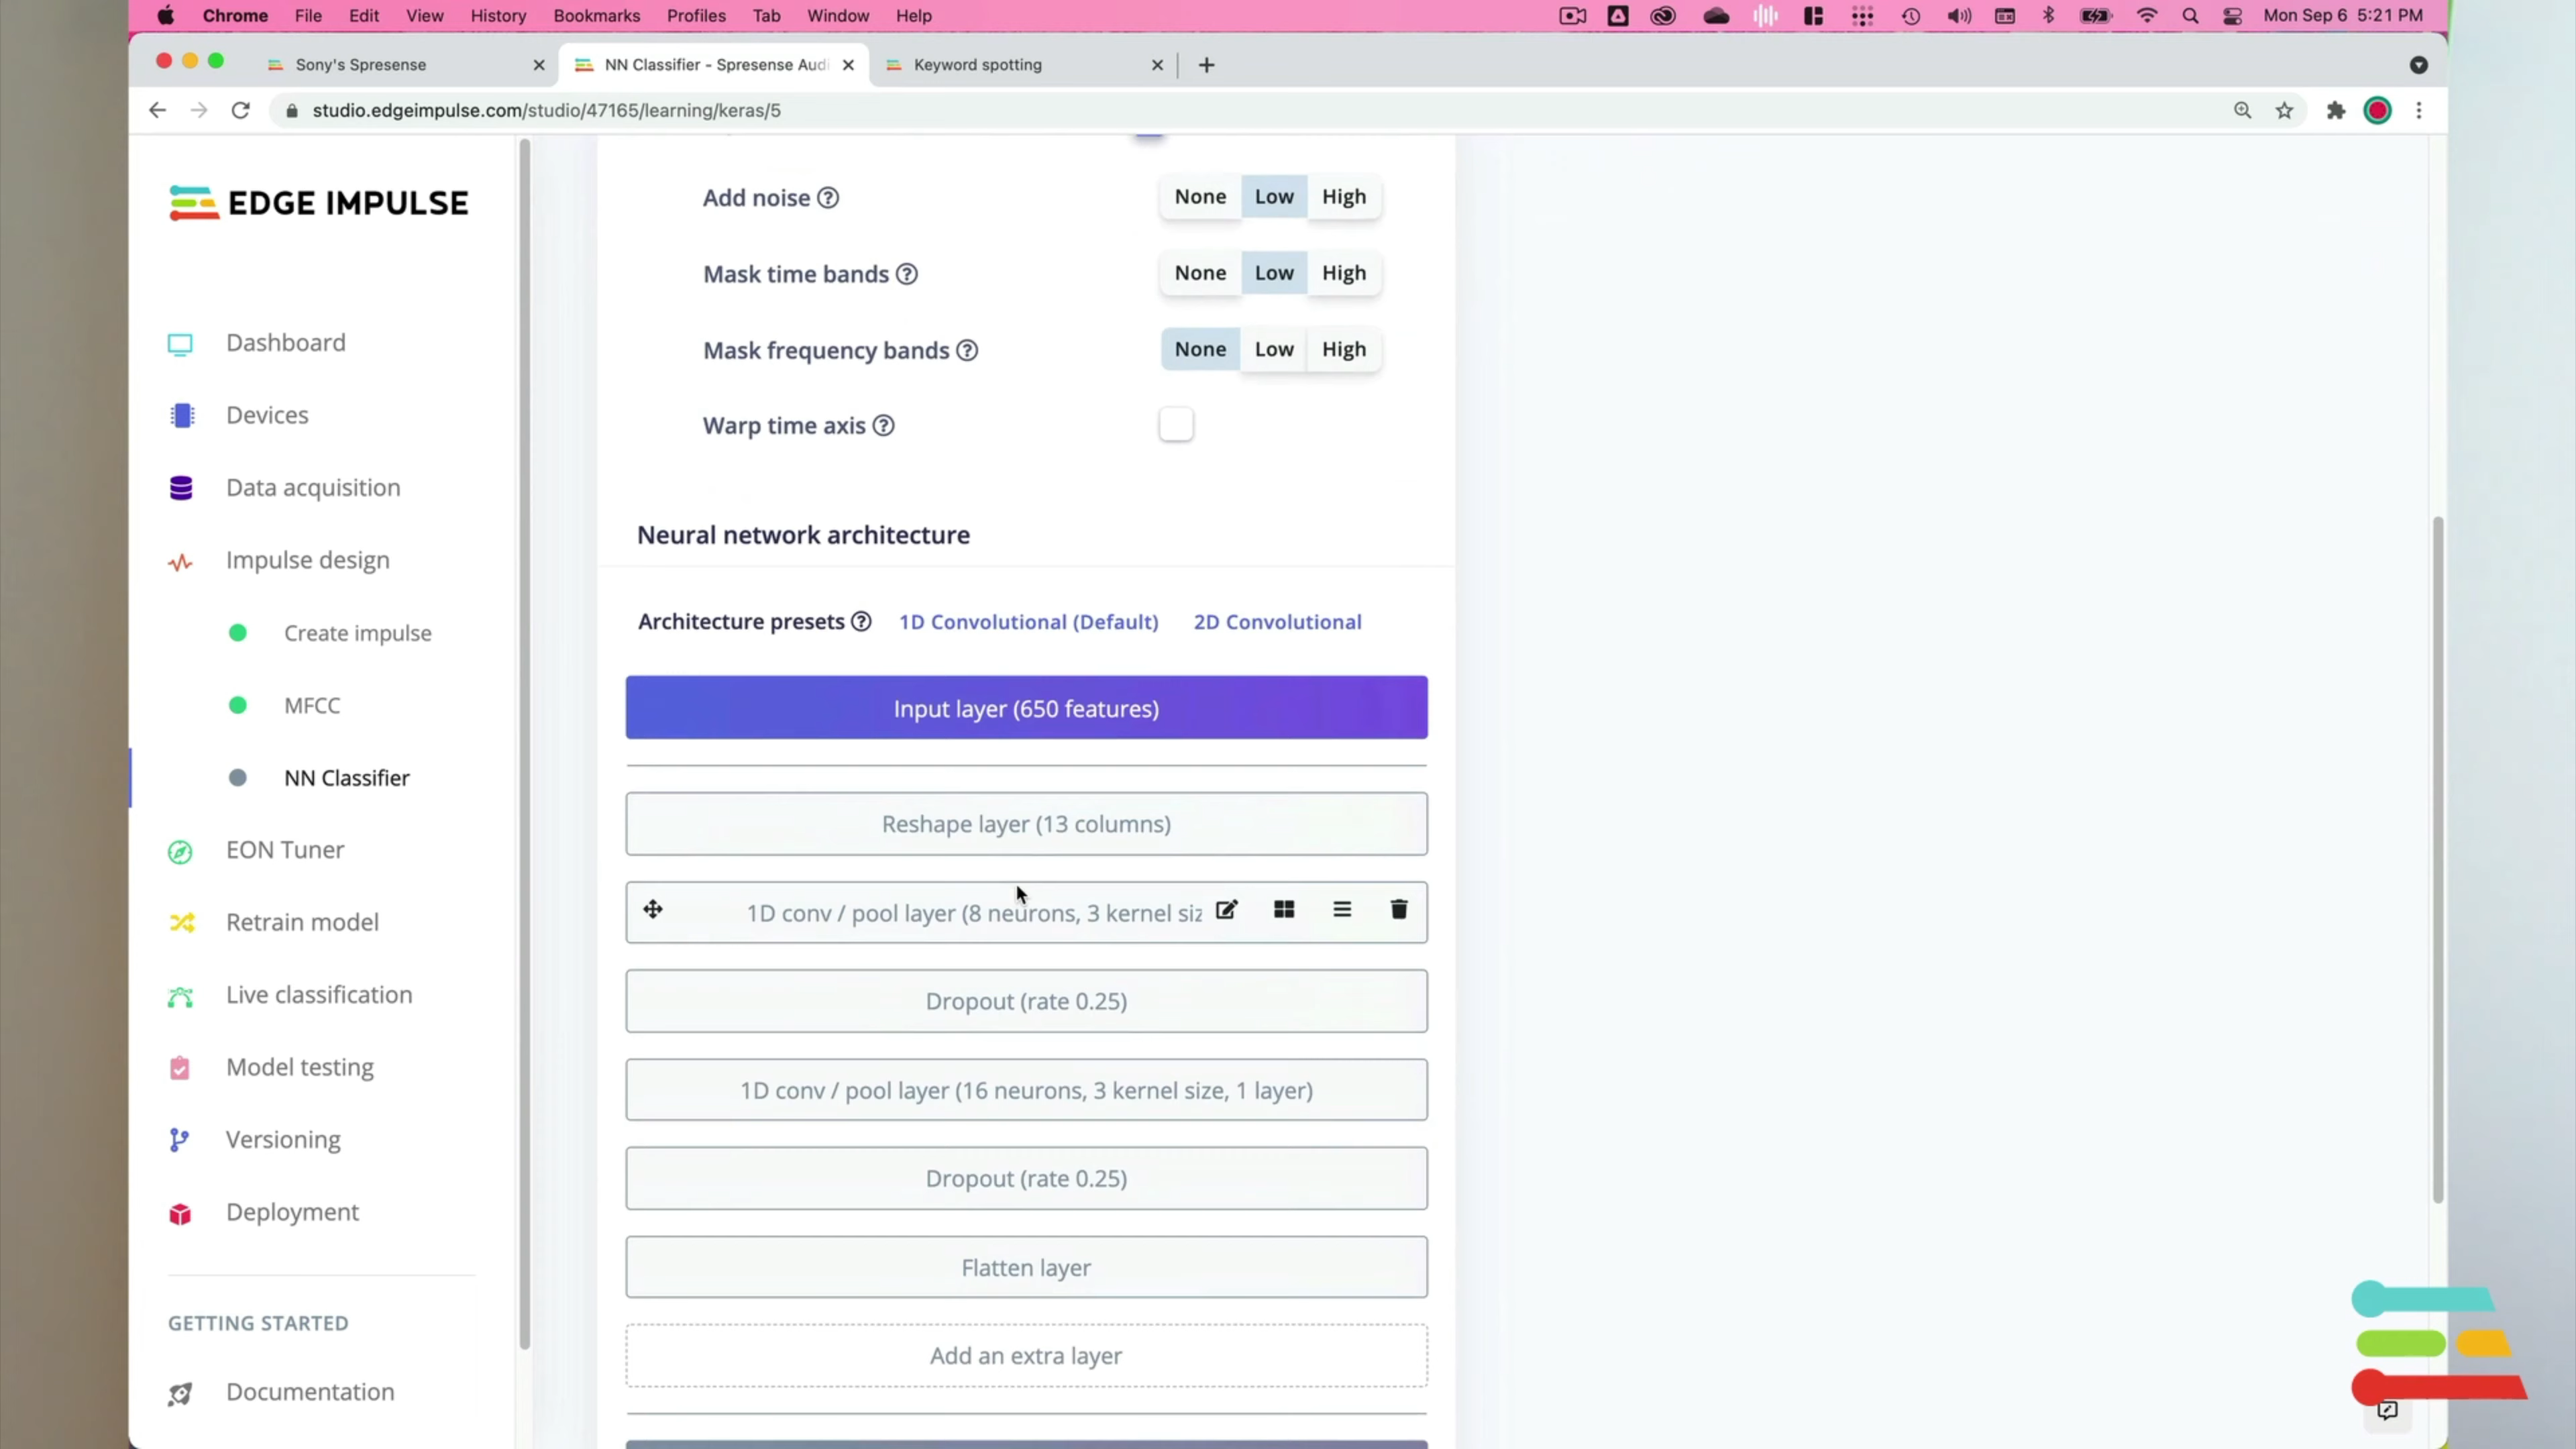 Chrome File Edit View History Bookmarks Profiles Tab Window Help Mon Sep 6 5:21 PM
Sony's Spresense NN Classifier - Spresense Audi Keyword spotting
studio.edgeimpulse.com/studio/47165/learning/keras/5
EDGE IMPULSE
Dashboard
Devices
Data acquisition
Impulse design
Create impulse
MFCC
NN Classifier
EON Tuner
Retrain model
Live classification
Model testing
Versioning
Deployment
GETTING STARTED
Documentation
Add noise None Low High
Mask time bands None Low High
Mask frequency bands None Low High
Warp time axis
Neural network architecture
Architecture presets 1D Convolutional (Default) 2D Convolutional
Input layer (650 features)
Reshape layer (13 columns)
1D conv / pool layer (8 neurons, 3 kernel siz
Dropout (rate 0.25)
1D conv / pool layer (16 neurons, 3 kernel size, 1 layer)
Dropout (rate 0.25)
Flatten layer
Add an extra layer